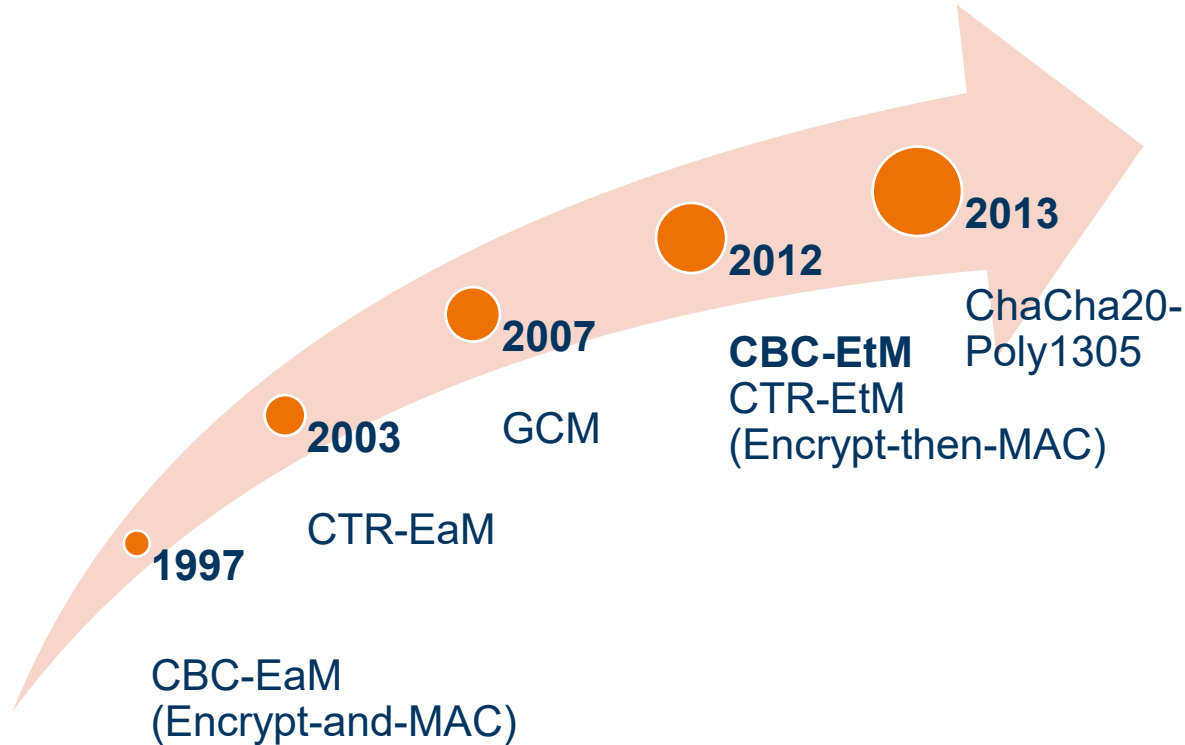 1997
CBC-EaM
(Encrypt-and-MAC)
2003
CTR-EaM
2007
GCM
2012
CBC-EtM
CTR-EtM
(Encrypt-then-MAC)
2013
ChaCha20-
Poly1305